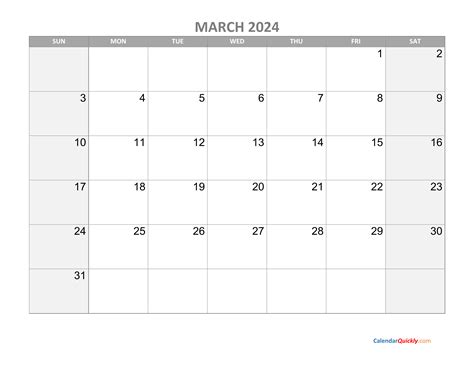 MARCH 2024
SUN MON TUE WED THU FRI SAT
1 2
3 4 5 6 7 8 9
10 11 12 13 14 15 16
17 18 19 20 21 22 23
24 25 26 27 28 29 30
31
CalendarQuickly.com